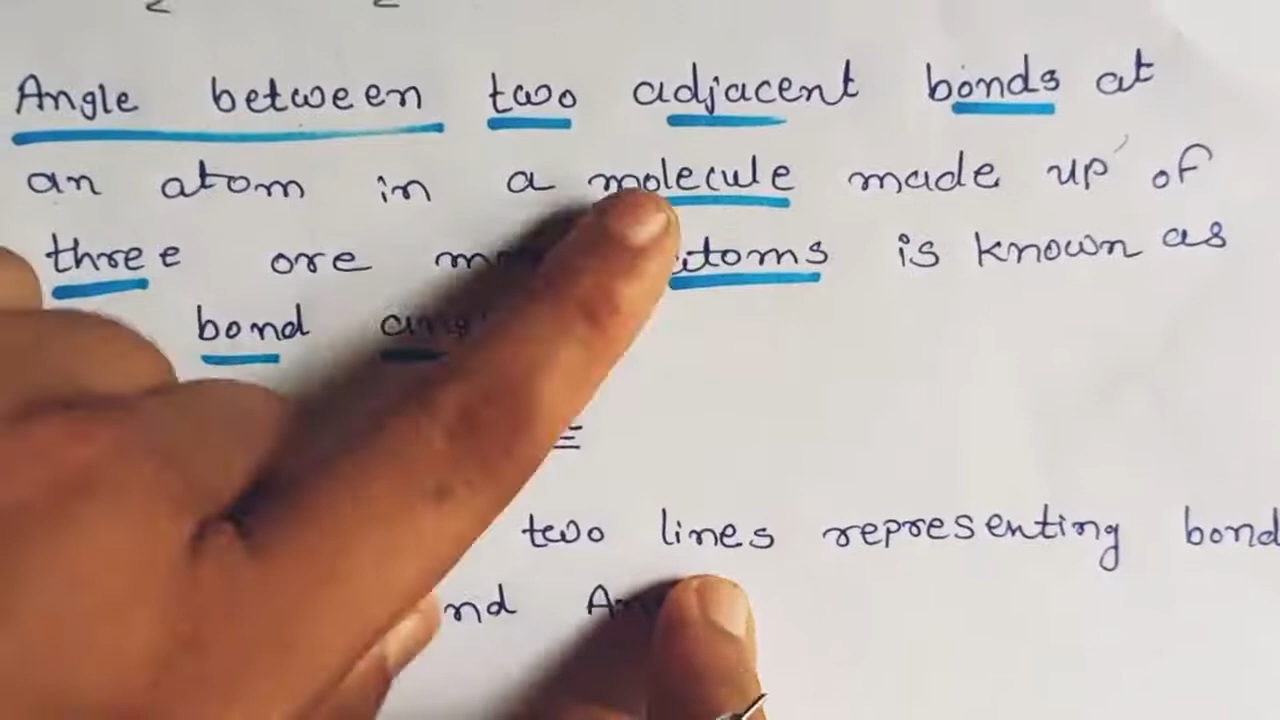 Angle between two adjacent bonds at
an atom in a molecule made up of
three ore atoms is known as
bond
two lines representing bond